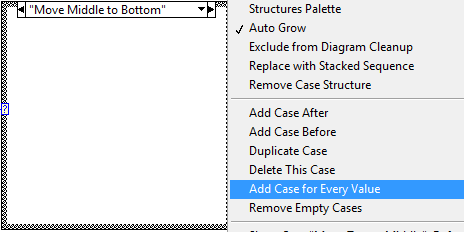 "Move Middle to Bottom"
?
Structures Palette
Auto Grow
Exclude from Diagram Cleanup
Replace with Stacked Sequence
Remove Case Structure
Add Case After
Add Case Before
Duplicate Case
Delete This Case
Add Case for Every Value
Remove Empty Cases